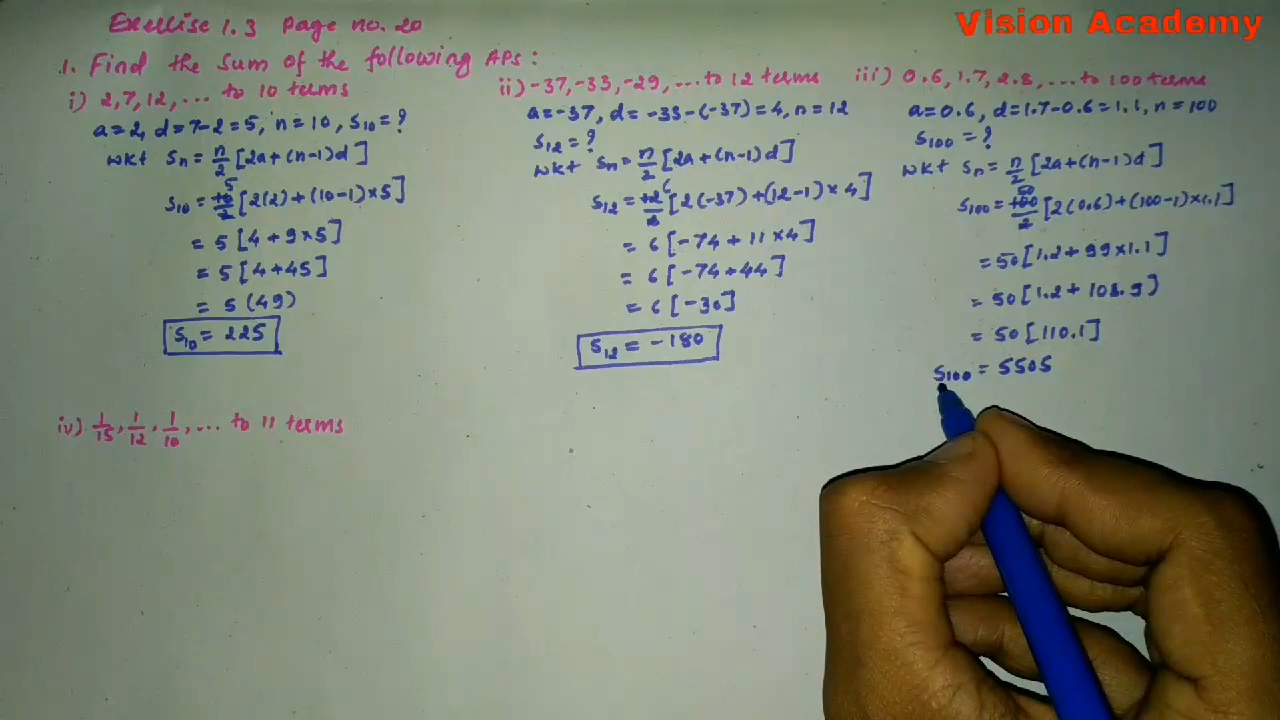 Vision Academy
Exercise 1.3 Page no. 20
1. Find the sum of the following APs:
i) 2, 7, 12, ... to 10 terms
a=2, d=7-2=5, n=10, S₁₀=?
WKT Sn = n/2 [2a+(n-1)d]
S₁₀ = 10/2 5 [2(2)+(10-1)×5]
= 5[4+9×5]
= 5[4+45]
= 5(49)
S₁₀ = 225
ii) -37, -33, -29, ... to 12 terms
a=-37, d=-33-(-37)=4, n=12
S₁₂=?
WKT Sn = n/2 [2a+(n-1)d]
S₁₂ = 12/2 6 [2(-37)+(12-1)×4]
= 6[-74+11×4]
= 6[-74+44]
= 6[-30]
S₁₂ = -180
iii) 0.6, 1.7, 2.8, ... to 100 terms
a=0.6, d=1.7-0.6=1.1, n=100
S₁₀₀=?
WKT Sn = n/2 [2a+(n-1)d]
S₁₀₀ = 100/2 50 [2(0.6)+(100-1)×1.1]
= 50[1.2+99×1.1]
= 50[1.2+108.9)
= 50[110.1]
S₁₀₀ = 5505
iv) 1/15, 1/12, 1/10, ... to 11 terms